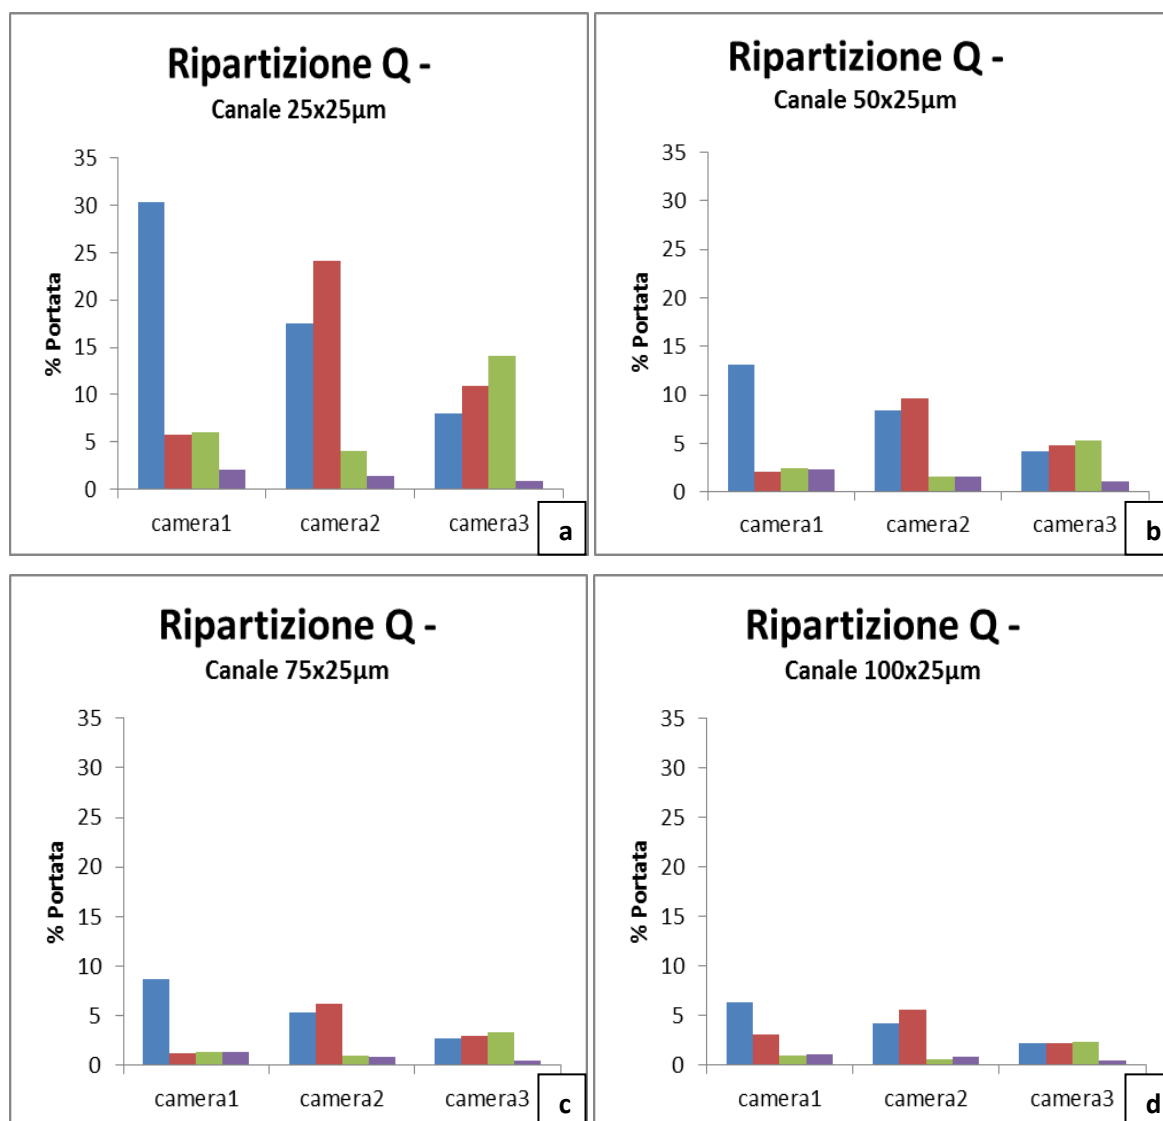 Ripartizione Q -
Canale 25x25µm
% Portata
35
30
25
20
15
10
5
0
camera1 camera2 camera3
a
Ripartizione Q -
Canale 50x25µm
% Portata
35
30
25
20
15
10
5
0
camera1 camera2 camera3
b
Ripartizione Q -
Canale 75x25µm
% Portata
35
30
25
20
15
10
5
0
camera1 camera2 camera3
c
Ripartizione Q -
Canale 100x25µm
% Portata
35
30
25
20
15
10
5
0
camera1 camera2 camera3
d